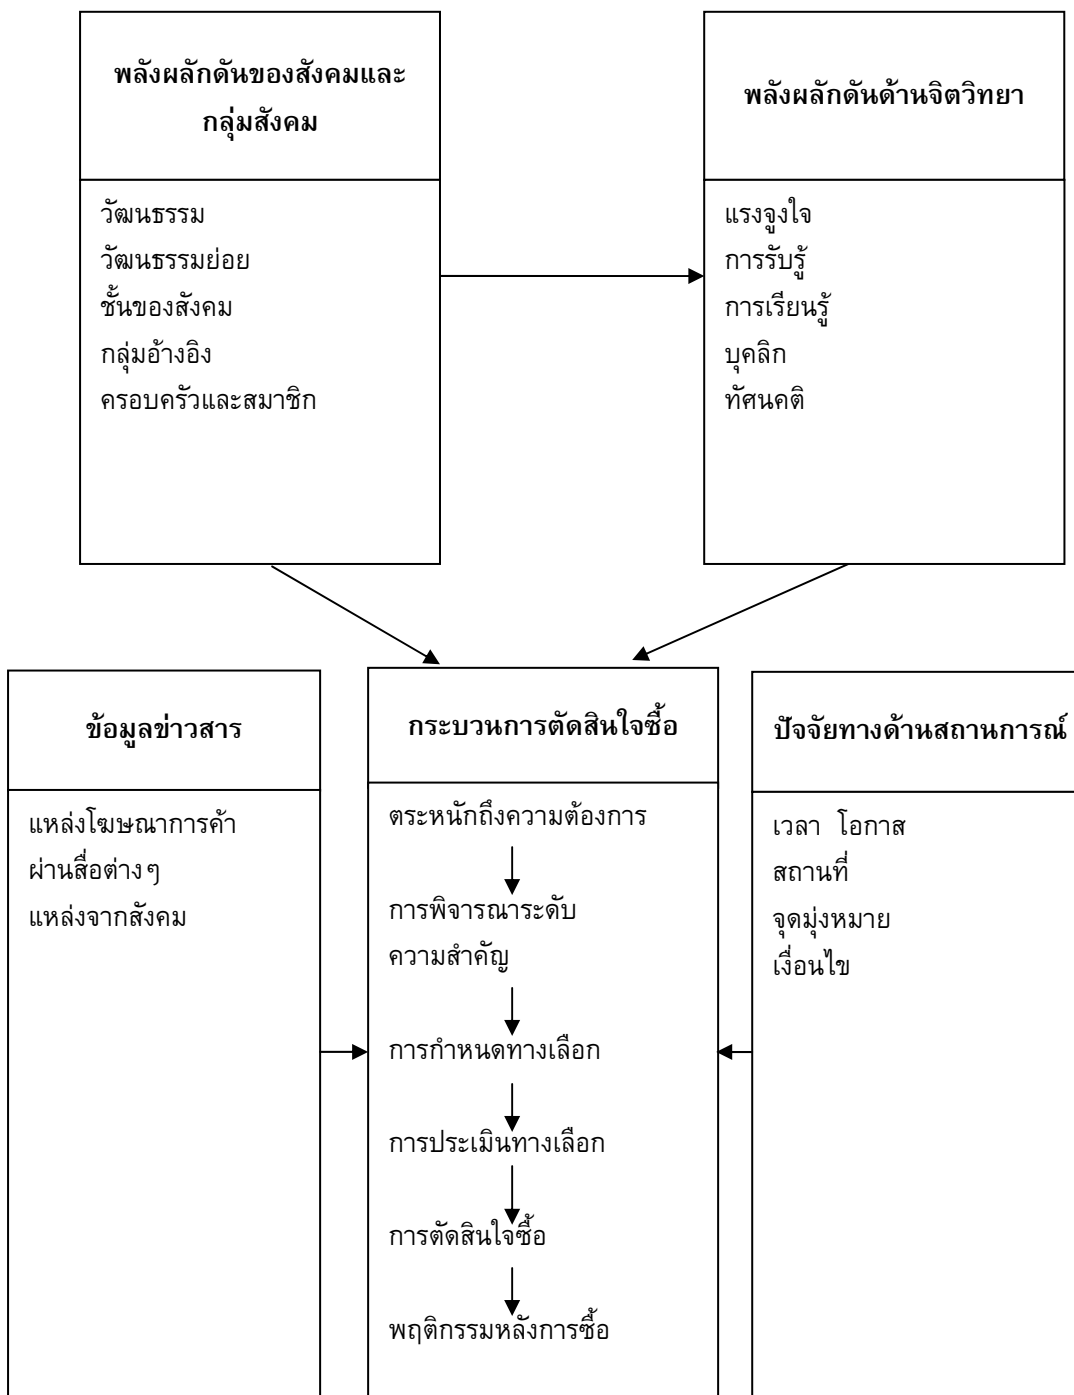 พลังผลักดันของสังคมและ
กลุ่มสังคม
วัฒนธรรม
วัฒนธรรมย่อย
ชั้นของสังคม
กลุ่มอ้างอิง
ครอบครัวและสมาชิก
พลังผลักดันด้านจิตวิทยา
แรงจูงใจ
การรับรู้
การเรียนรู้
บุคลิก
ทัศนคติ
ข้อมูลข่าวสาร
แหล่งโฆษณาการค้า
ผ่านสื่อต่างๆ
แหล่งจากสังคม
กระบวนการตัดสินใจซื้อ
ตระหนักถึงความต้องการ
การพิจารณาระดับ
ความสำคัญ
การกำหนดทางเลือก
การประเมินทางเลือก
การตัดสินใจซื้อ
พฤติกรรมหลังการซื้อ
ปัจจัยทางด้านสถานการณ์
เวลา โอกาส
สถานที่
จุดมุ่งหมาย
เงื่อนไข